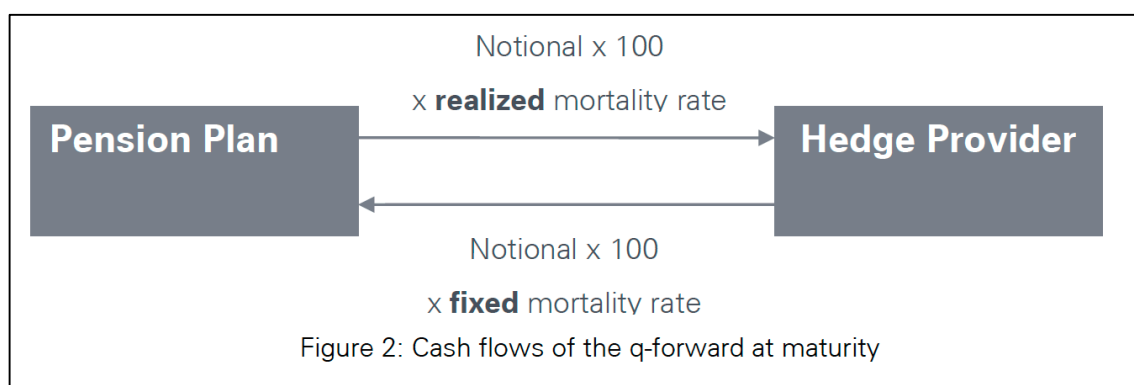 Notional x 100
x realized mortality rate
Pension Plan
Hedge Provider
Notional x 100
x fixed mortality rate
Figure 2: Cash flows of the q-forward at maturity